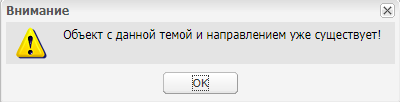 Внимание
Объект с данной темой и направлением уже существует!
OK